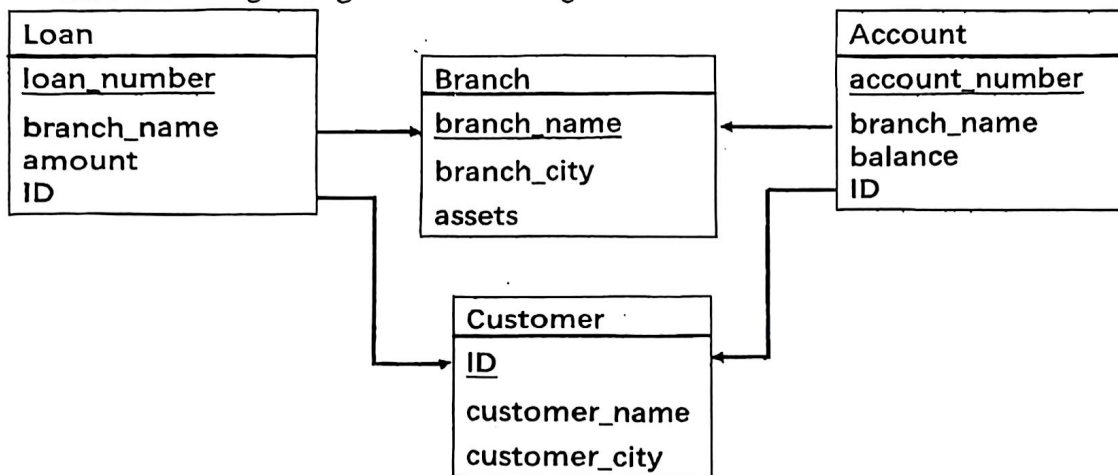 Loan
loan_number
branch_name
amount
ID
Branch
branch_name
branch_city
assets
Account
account_number
branch_name
balance
ID
Customer
ID
customer_name
customer_city